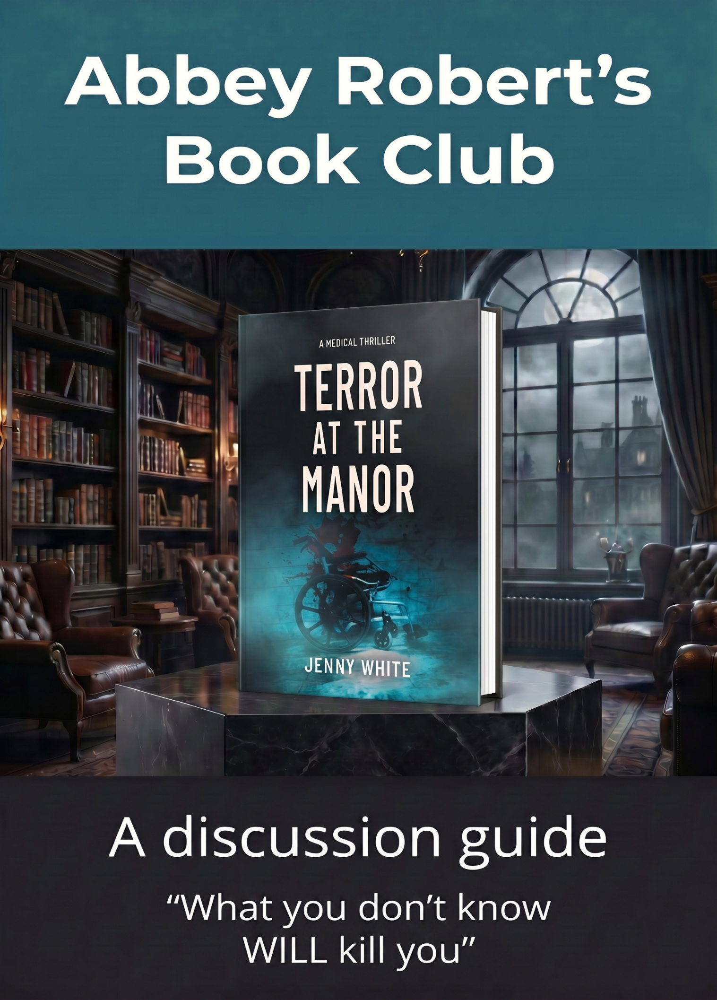 Abbey Robert’s
Book Club
A MEDICAL THRILLER
TERROR
AT THE
MANOR
JENNY WHITE
A discussion guide
“What you don’t know
WILL kill you”